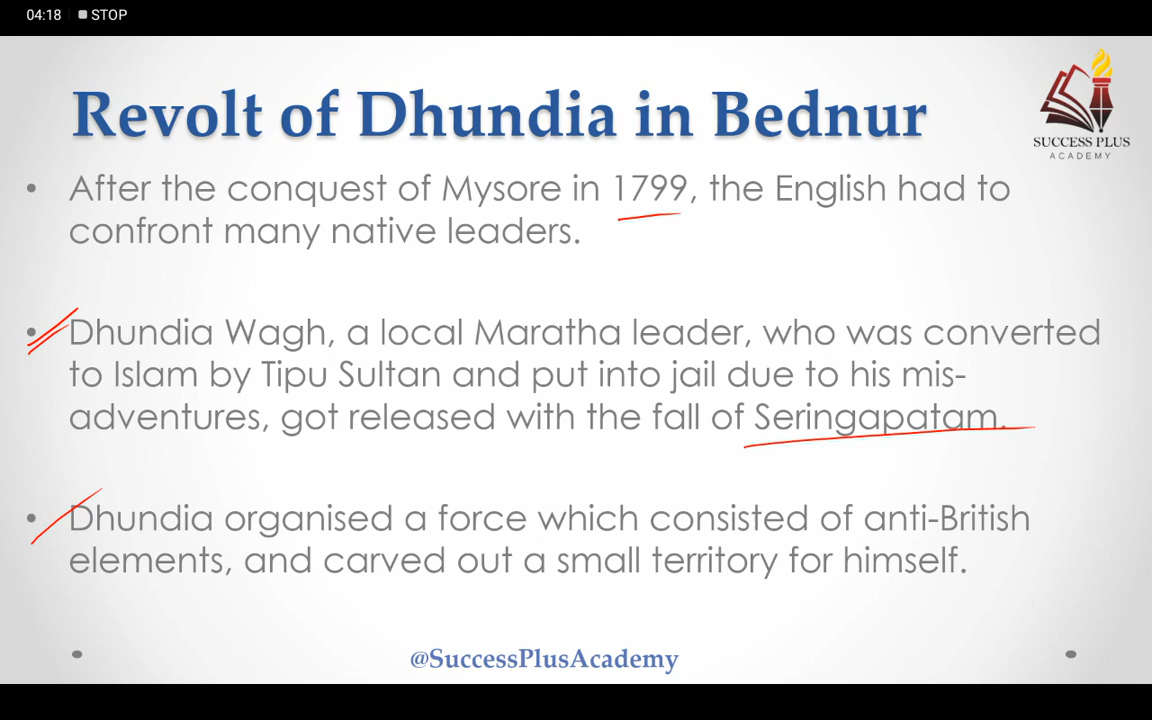 04:18 STOP
Revolt of Dhundia in Bednur
SUCCESS PLUS
ACADEMY
• After the conquest of Mysore in 1799, the English had to
confront many native leaders.
• Dhundia Wagh, a local Maratha leader, who was converted
to Islam by Tipu Sultan and put into jail due to his mis-
adventures, got released with the fall of Seringapatam.
• Dhundia organised a force which consisted of anti-British
elements, and carved out a small territory for himself.
@SuccessPlusAcademy